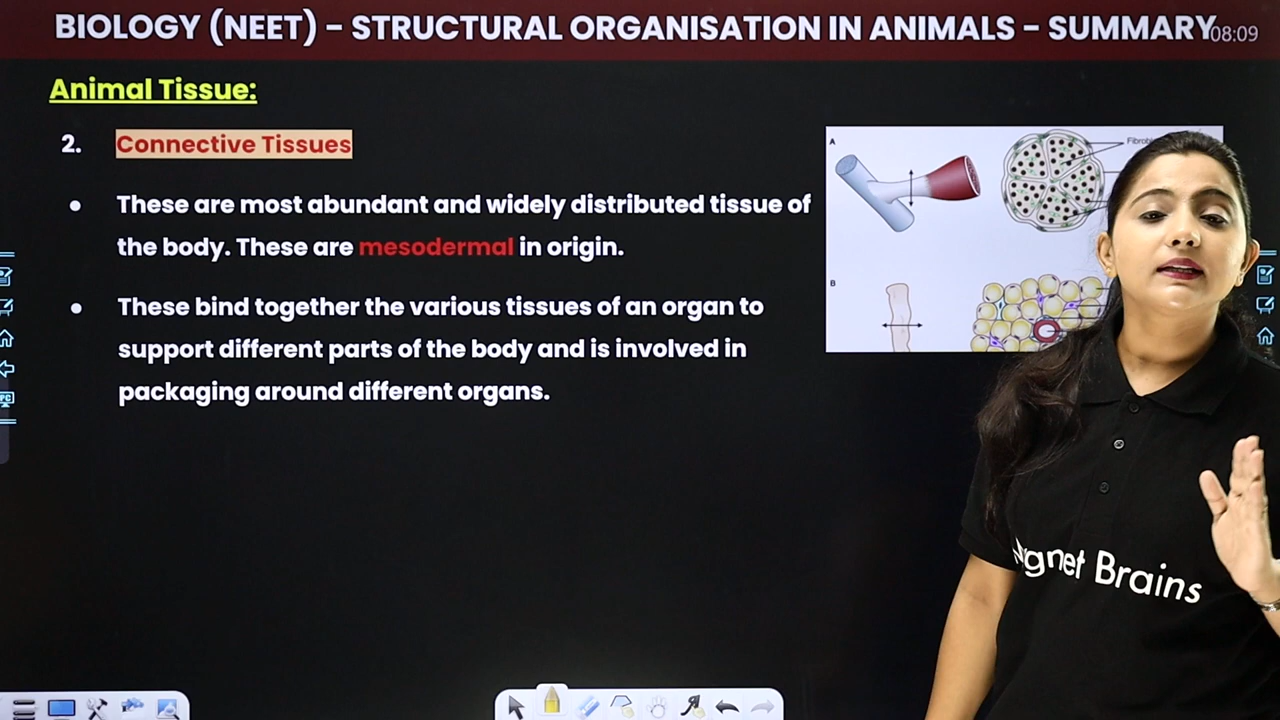 BIOLOGY (NEET) – STRUCTURAL ORGANISATION IN ANIMALS – SUMMARY
08:09
Animal Tissue:
2. Connective Tissues
• These are most abundant and widely distributed tissue of
the body. These are mesodermal in origin.
• These bind together the various tissues of an organ to
support different parts of the body and is involved in
packaging around different organs.
A
B
Brains